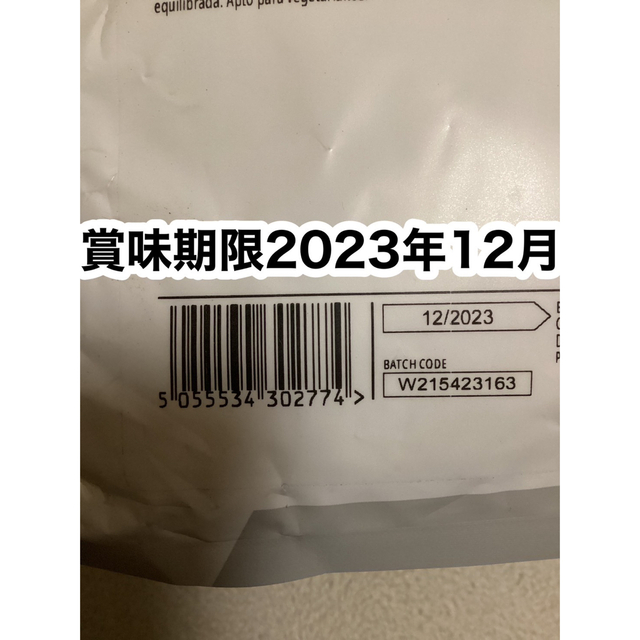 equilibrada. Apto para vegetarianos.
賞味期限2023年12月
12/2023
BATCH CODE
W215423163
5 055534 302774 >